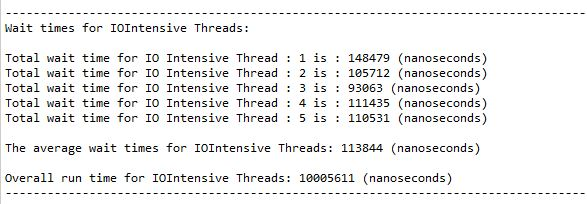 Wait times for IOIntensive Threads:
Total wait time for IO Intensive Thread : 1 is : 148479 (nanoseconds)
Total wait time for IO Intensive Thread : 2 is : 105712 (nanoseconds)
Total wait time for IO Intensive Thread : 3 is : 93063 (nanoseconds)
Total wait time for IO Intensive Thread : 4 is : 111435 (nanoseconds)
Total wait time for IO Intensive Thread : 5 is : 110531 (nanoseconds)
The average wait times for IOIntensive Threads: 113844 (nanoseconds)
Overall run time for IOIntensive Threads: 10005611 (nanoseconds)